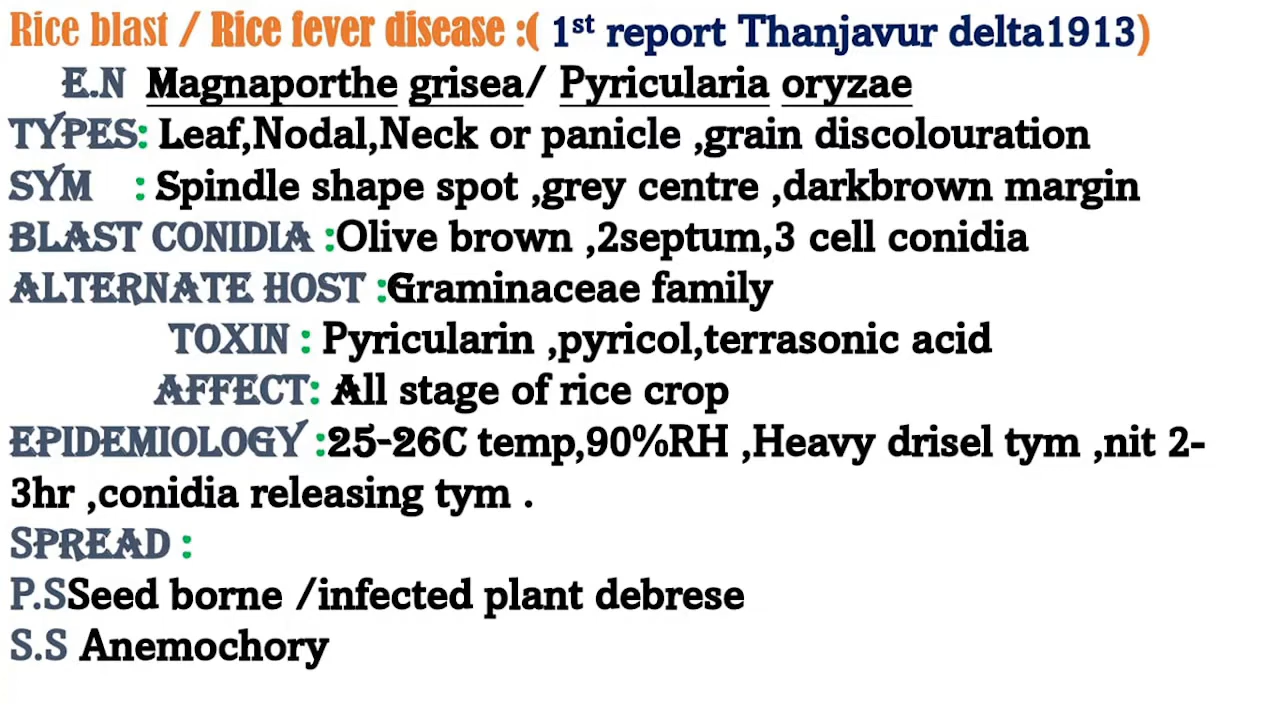 Rice blast / Rice fever disease :( 1st report Thanjavur delta1913)
E.N Magnaporthe grisea/ Pyricularia oryzae
TYPES: Leaf,Nodal,Neck or panicle ,grain discolouration
SYM : Spindle shape spot ,grey centre ,darkbrown margin
BLAST CONIDIA :Olive brown ,2septum,3 cell conidia
ALTERNATE HOST :Graminaceae family
TOXIN : Pyricularin ,pyricol,terrasonic acid
AFFECT: All stage of rice crop
EPIDEMIOLOGY :25-26C temp,90%RH ,Heavy drisel tym ,nit 2-
3hr ,conidia releasing tym .
SPREAD :
P.SSeed borne /infected plant debrese
S.S Anemochory